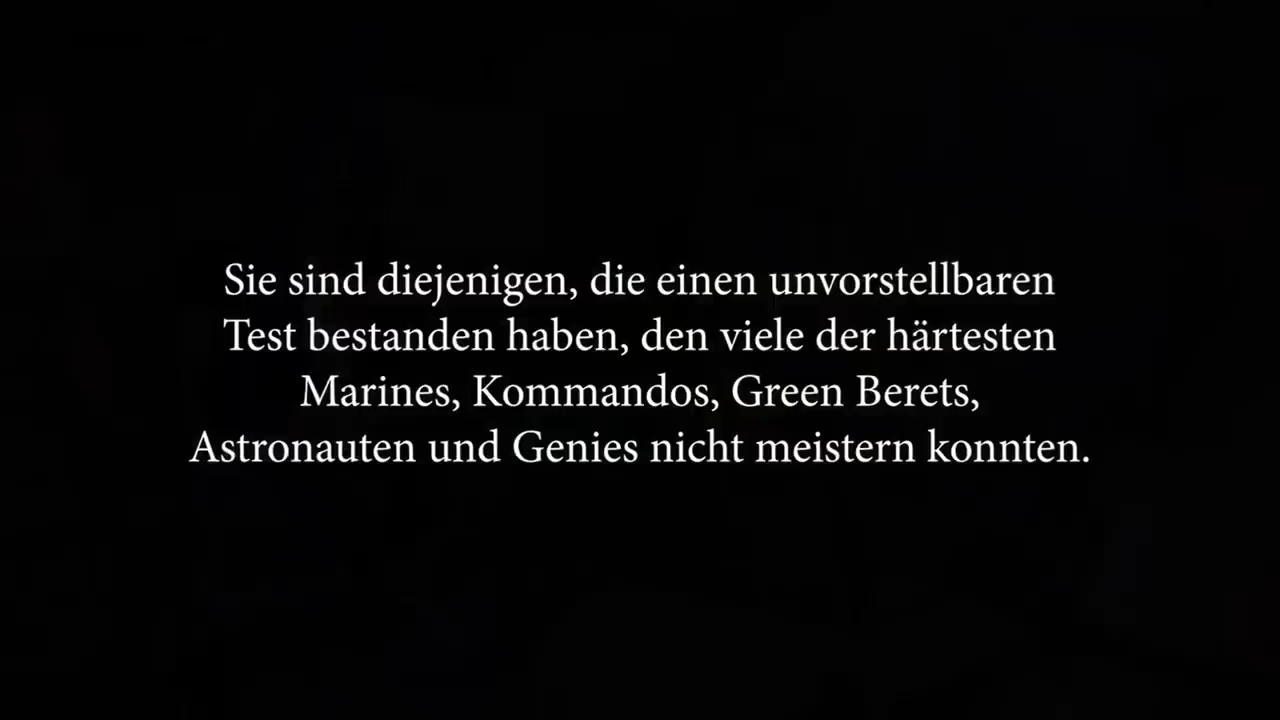 Sie sind diejenigen, die einen unvorstellbaren
Test bestanden haben, den viele der härtesten
Marines, Kommandos, Green Berets,
Astronauten und Genies nicht meistern konnten.